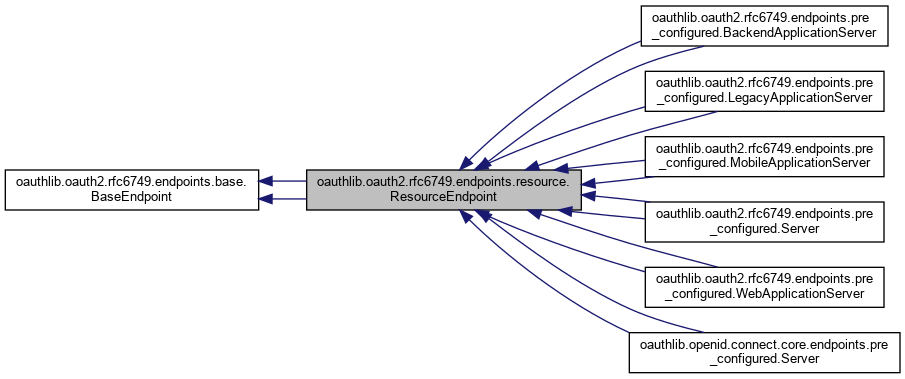 oauthlib.oauth2.rfc6749.endpoints.pre
_configured.BackendApplicationServer
oauthlib.oauth2.rfc6749.endpoints.pre
_configured.LegacyApplicationServer
oauthlib.oauth2.rfc6749.endpoints.pre
_configured.MobileApplicationServer
oauthlib.oauth2.rfc6749.endpoints.base.
BaseEndpoint
oauthlib.oauth2.rfc6749.endpoints.resource.
ResourceEndpoint
oauthlib.oauth2.rfc6749.endpoints.pre
_configured.Server
oauthlib.oauth2.rfc6749.endpoints.pre
_configured.WebApplicationServer
oauthlib.openid.connect.core.endpoints.pre
_configured.Server